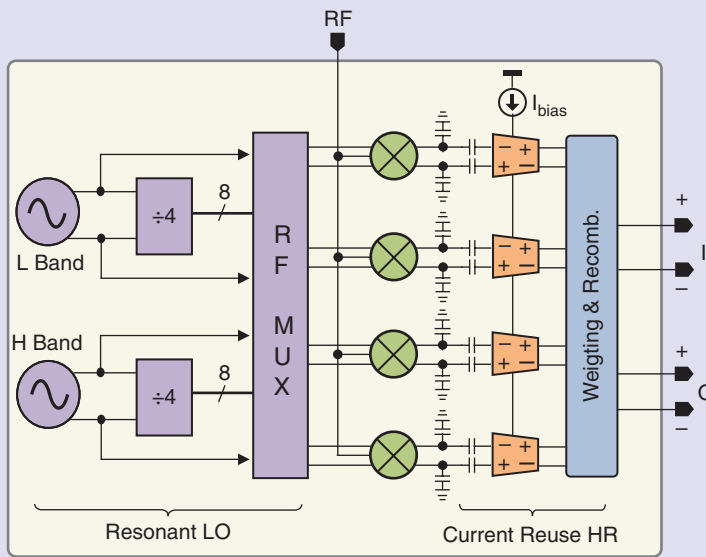 RF
I bias
8
÷4
L Band
R
F
M
U
X
H Band
8
÷4
Weigting & Recomb.
− +
+ −
− +
+ −
− +
+ −
− +
+ −
+
I
−
+
−
Resonant LO
Current Reuse HR